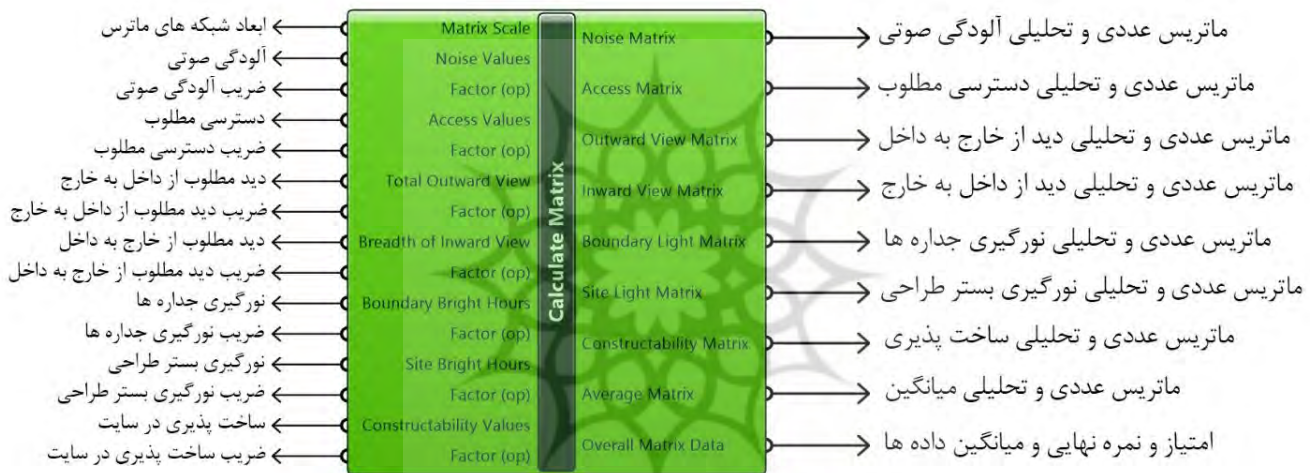 ابعاد شبکه های ماترس
آلودگی صوتی
ضریب آلودگی صوتی
دسترسی مطلوب
ضریب دسترسی مطلوب
دید مطلوب از داخل به خارج
ضریب دید مطلوب از داخل به خارج
دید مطلوب از خارج به داخل
ضریب دید مطلوب از خارج به داخل
نورگیری جداره ها
ضریب نورگیری جداره ها
نورگیری بستر طراحی
ضریب نورگیری بستر طراحی
ساخت پذیری در سایت
ضریب ساخت پذیری در سایت
Matrix Scale
Noise Values
Factor (op)
Access Values
Factor (op)
Total Outward View
Factor (op)
Breadth of Inward View
Factor (op)
Boundary Bright Hours
Factor (op)
Site Bright Hours
Factor (op)
Constructability Values
Factor (op)
Calculate Matrix
Noise Matrix
Access Matrix
Outward View Matrix
Inward View Matrix
Boundary Light Matrix
Site Light Matrix
Constructability Matrix
Average Matrix
Overall Matrix Data
ماتریس عددی و تحلیلی آلودگی صوتی
ماتریس عددی و تحلیلی دسترسی مطلوب
ماتریس عددی و تحلیلی دید از خارج به داخل
ماتریس عددی و تحلیلی دید از داخل به خارج
ماتریس عددی و تحلیلی نورگیری جداره ها
ماتریس عددی و تحلیلی نورگیری بستر طراحی
ماتریس عددی و تحلیلی ساخت پذیری
ماتریس عددی و تحلیلی میانگین
امتیاز و نمره نهایی و میانگین داده ها